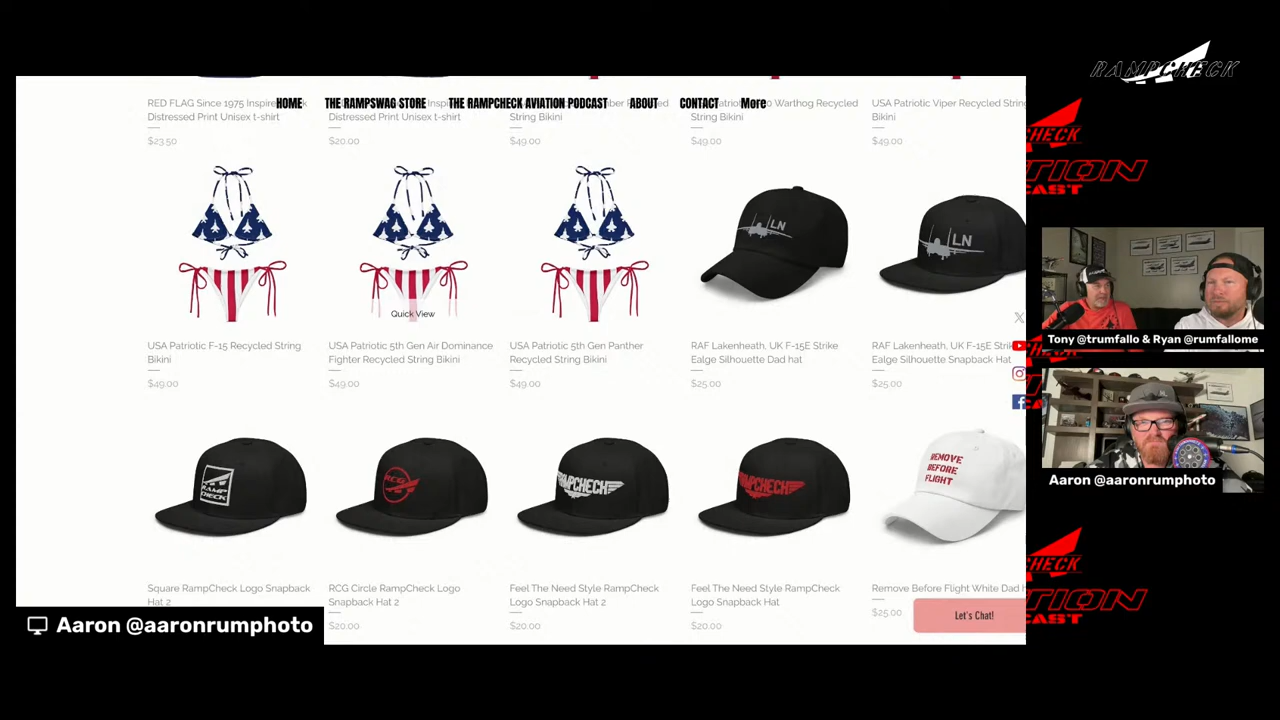 RAMPCHECK
HOME THE RAMPSWAG STORE THE RAMPCHECK AVIATION PODCAST ABOUT CONTACT More
RED FLAG Since 1975
Distressed Print Unisex t-shirt
$23.50
Distressed Print Unisex t-shirt
$20.00
String Bikini
$49.00
Warthog Recycled
String Bikini
$49.00
USA Patriotic Viper Recycled String
Bikini
$49.00
Quick View
USA Patriotic F-15 Recycled String
Bikini
$49.00
USA Patriotic 5th Gen Air Dominance
Fighter Recycled String Bikini
$49.00
USA Patriotic 5th Gen Panther
Recycled String Bikini
$49.00
LN
RAF Lakenheath, UK F-15E Strike
Ealge Silhouette Dad hat
$25.00
LN
RAF Lakenheath, UK F-15E Strike
Ealge Silhouette Snapback Hat
$25.00
RAMP
CHECK
Square RampCheck Logo Snapback
Hat 2
RCG
RCG Circle RampCheck Logo
Snapback Hat 2
$20.00
RAMPCHECK
Feel The Need Style RampCheck
Logo Snapback Hat 2
$20.00
RAMPCHECK
Feel The Need Style RampCheck
Logo Snapback Hat
$20.00
REMOVE
BEFORE
FLIGHT
Remove Before Flight White Dad
$25.00
Let's Chat!
Aaron @aaronrumphoto
Tony @trumfallo & Ryan @rumfallome
Aaron @aaronrumphoto